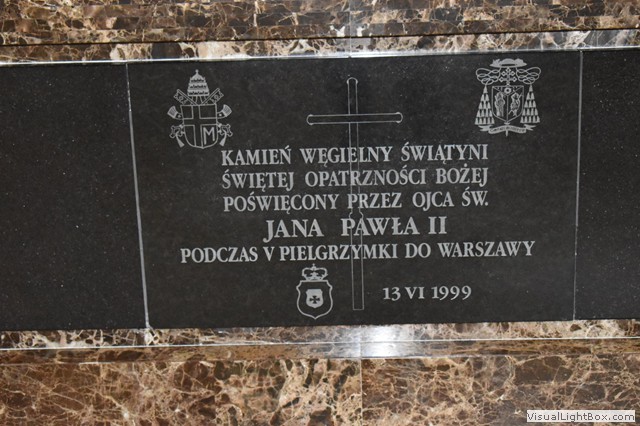 M
KAMIEŃ WĘGIELNY ŚWIĄTYNI
ŚWIĘTEJ OPATRZNOŚCI BOŻEJ
POŚWIĘCONY PRZEZ OJCA ŚW.
JANA PAWŁA II
PODCZAS V PIELGRZYMKI DO WARSZAWY
13 VI 1999
VisualLightBox.com